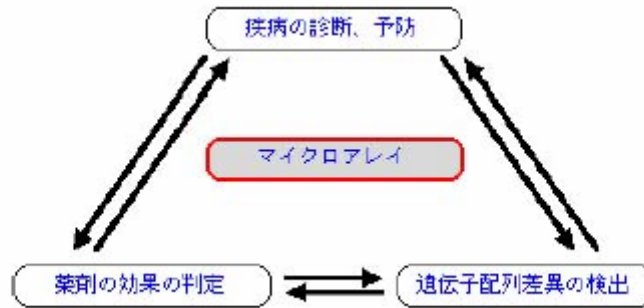 疾病の診断、予防
マイクロアレイ
薬剤の効果の判定
遺伝子配列差異の検出